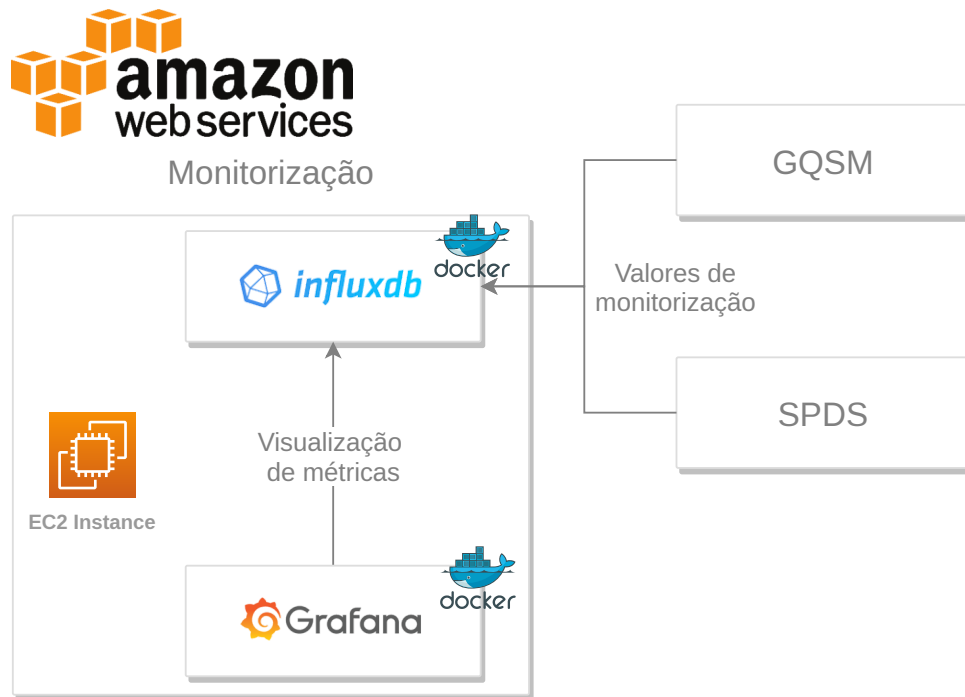 amazon
web services
Monitorização
GQSM
docker
influxdb
Valores de
monitorização
SPDS
Visualização
de métricas
EC2 Instance
docker
Grafana